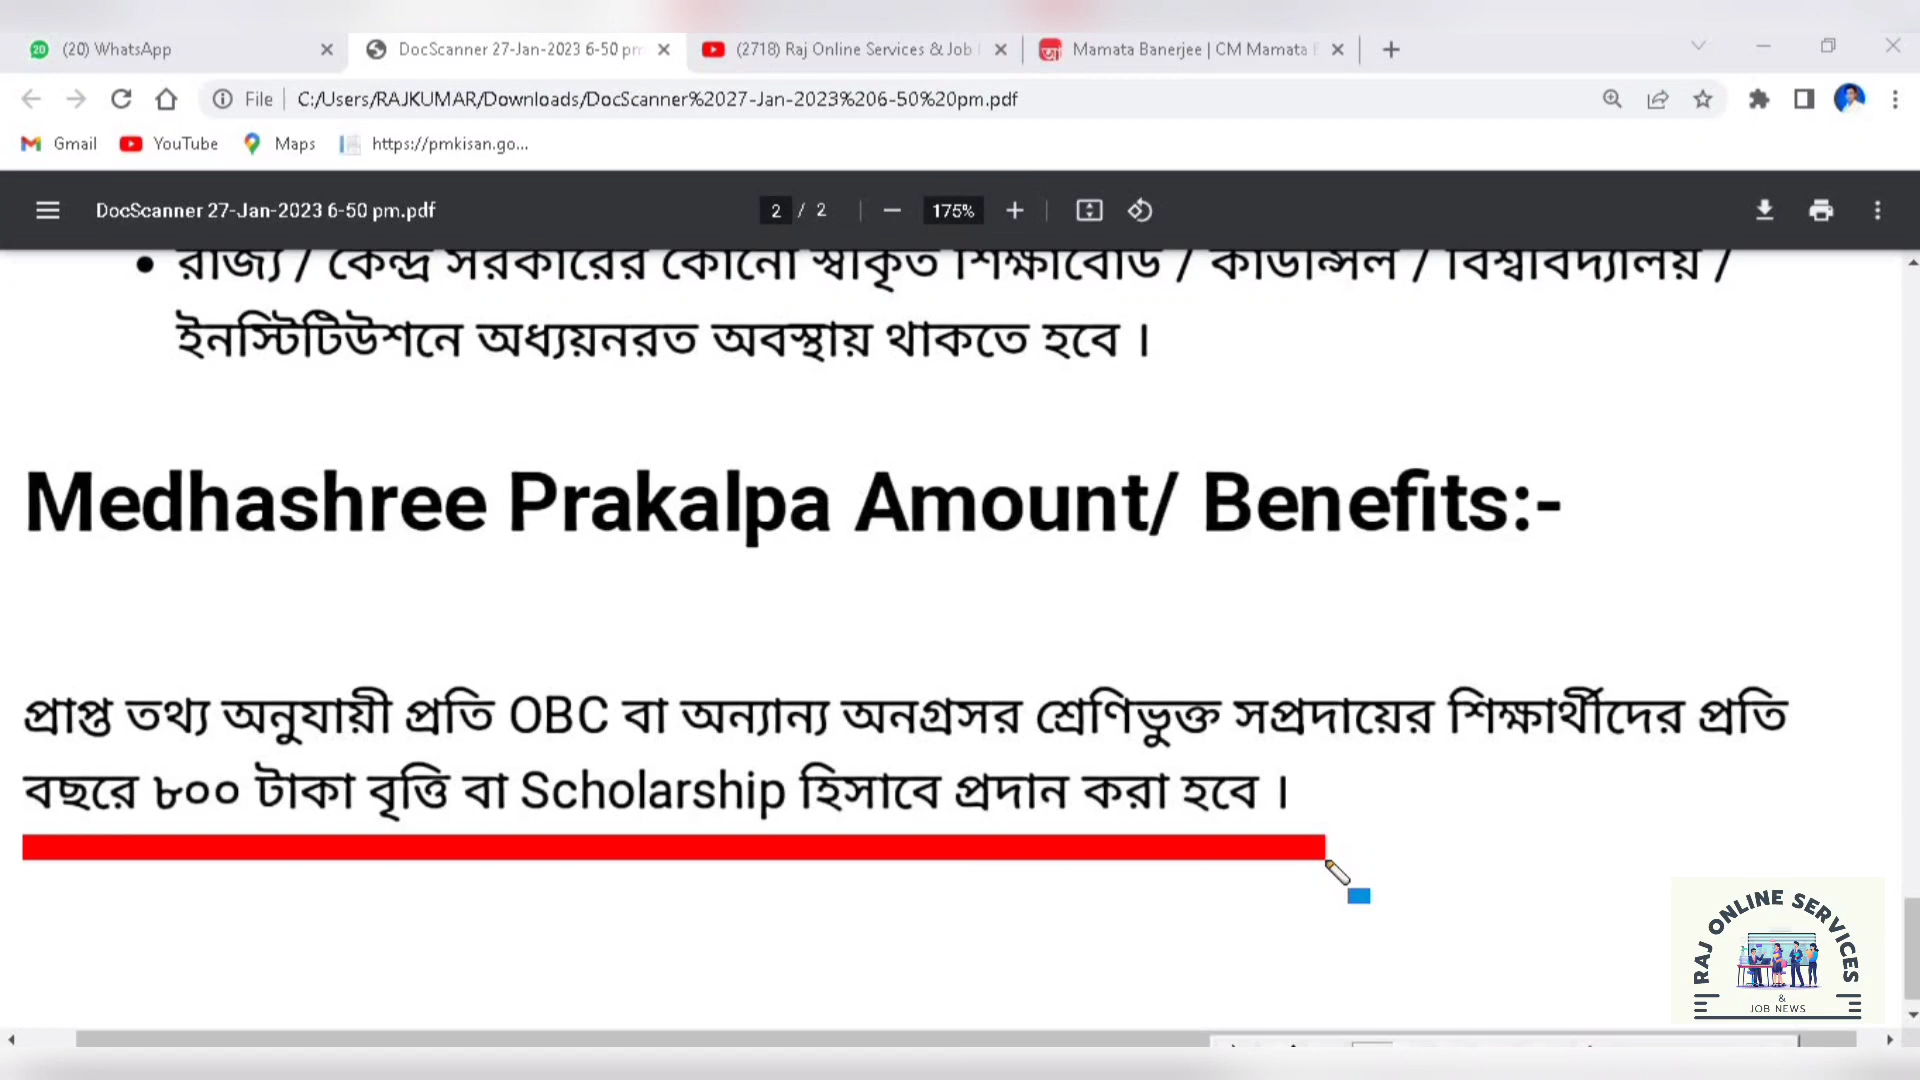 (20) WhatsApp
DocScanner 27-Jan-2023 6-50 pm
(2718) Raj Online Services & Job
Mamata Banerjee | CM Mamata
File
C:/Users/RAJKUMAR/Downloads/DocScanner%2027-Jan-2023%206-50%20pm.pdf
Gmail
YouTube
Maps
https://pmkisan.go...
DocScanner 27-Jan-2023 6-50 pm.pdf
2 / 2
175%
রাজ্য / কেন্দ্র সরকারের কোনো স্বীকৃত শিক্ষাবোর্ড / কাউন্সিল / বিশ্ববিদ্যালয় /
ইনস্টিটিউশনে অধ্যয়নরত অবস্থায় থাকতে হবে ।
Medhashree Prakalpa Amount/ Benefits:-
প্রাপ্ত তথ্য অনুযায়ী প্রতি OBC বা অন্যান্য অনগ্রসর শ্রেণিভুক্ত সপ্রদায়ের শিক্ষার্থীদের প্রতি
বছরে ৮০০ টাকা বৃত্তি বা Scholarship হিসাবে প্রদান করা হবে ।
RAJ ONLINE SERVICES
&
JOB NEWS